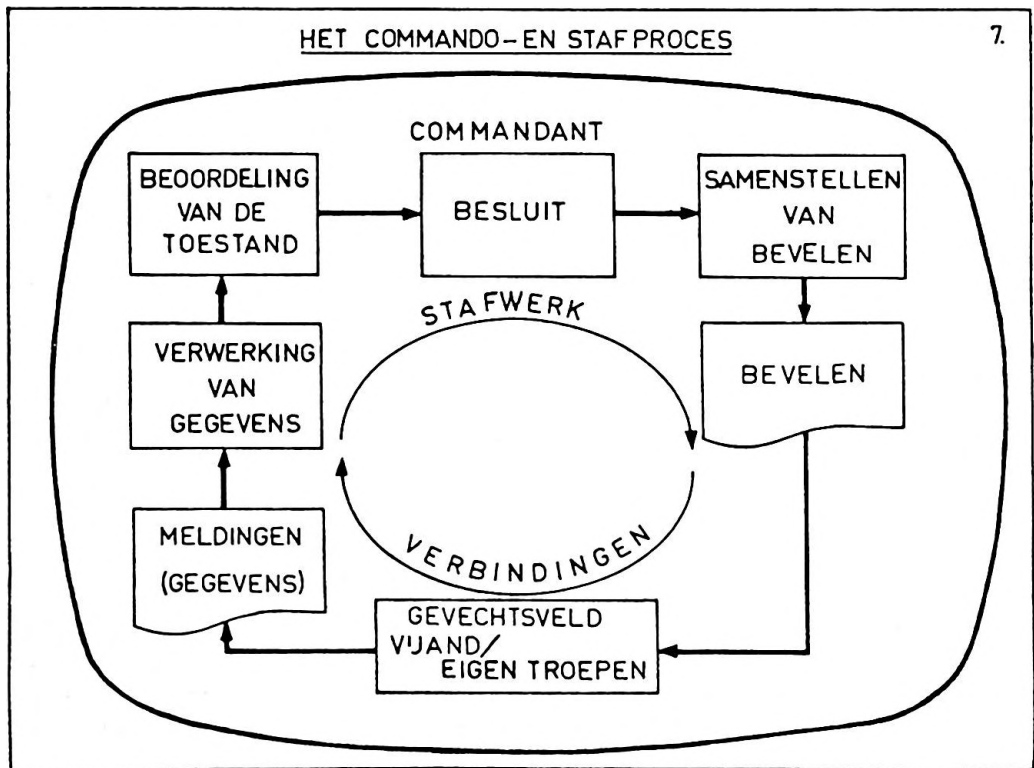 HET COMMANDO-EN STAFPROCES
7.
COMMANDANT
BEOORDELING
VAN DE
TOESTAND
BESLUIT
SAMENSTELLEN
VAN
BEVELEN
STAFWERK
VERWERKING
VAN
GEGEVENS
BEVELEN
MELDINGEN
(GEGEVENS)
VERBINDINGEN
GEVECHTSVELD
VIJAND/
EIGEN TROEPEN